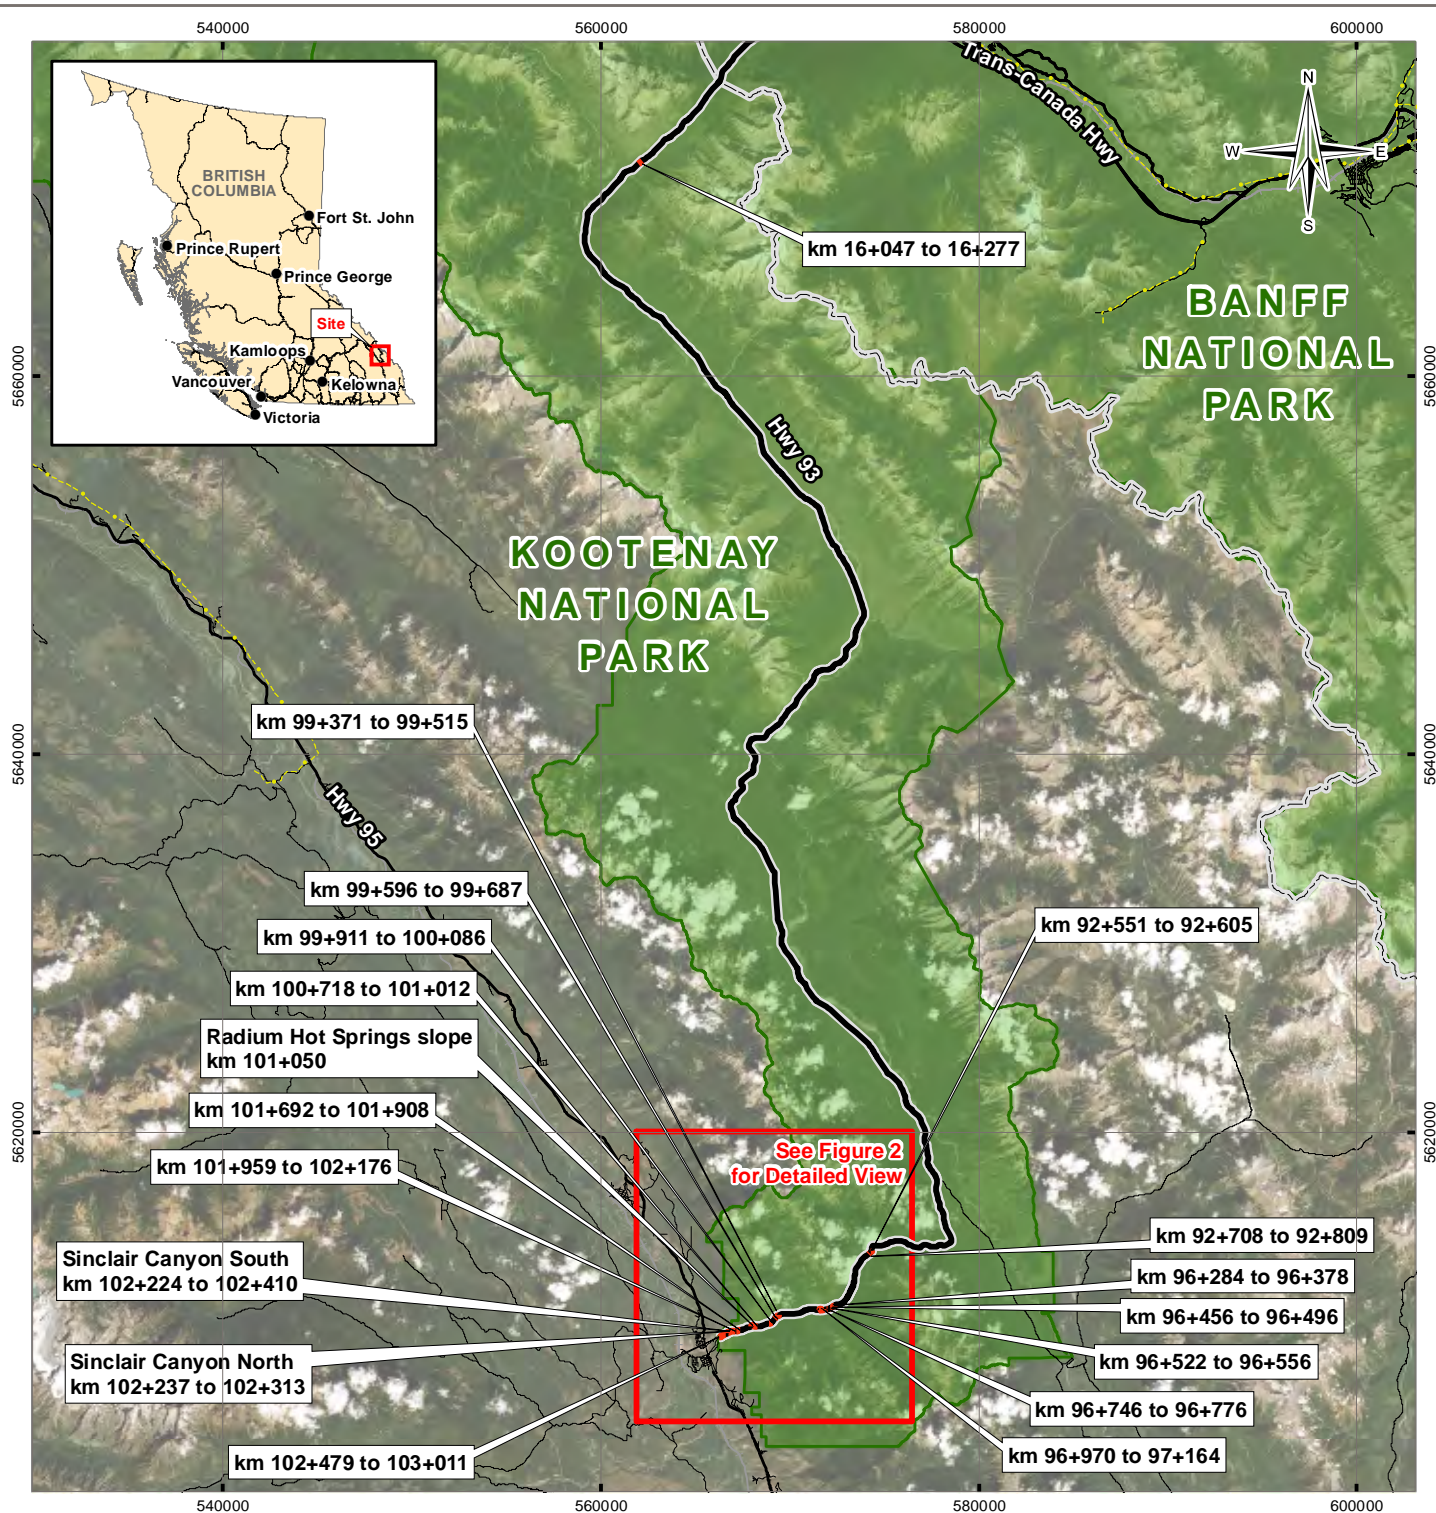 540000
560000
580000
600000
Trans-Canada Hwy
N
W
E
S
BRITISH
COLUMBIA
Fort St. John
Prince Rupert
Prince George
Site
Kamloops
Vancouver
Kelowna
Victoria
km 16+047 to 16+277
BANFF
NATIONAL
PARK
5660000
5660000
Hwy 93
KOOTENAY
NATIONAL
PARK
km 99+371 to 99+515
5640000
5640000
Hwy 95
km 99+596 to 99+687
km 92+551 to 92+605
km 99+911 to 100+086
km 100+718 to 101+012
Radium Hot Springs slope
km 101+050
km 101+692 to 101+908
5620000
5620000
See Figure 2
for Detailed View
km 101+959 to 102+176
km 92+708 to 92+809
Sinclair Canyon South
km 102+224 to 102+410
km 96+284 to 96+378
km 96+456 to 96+496
Sinclair Canyon North
km 102+237 to 102+313
km 96+522 to 96+556
km 96+746 to 96+776
km 102+479 to 103+011
km 96+970 to 97+164
540000
560000
580000
600000